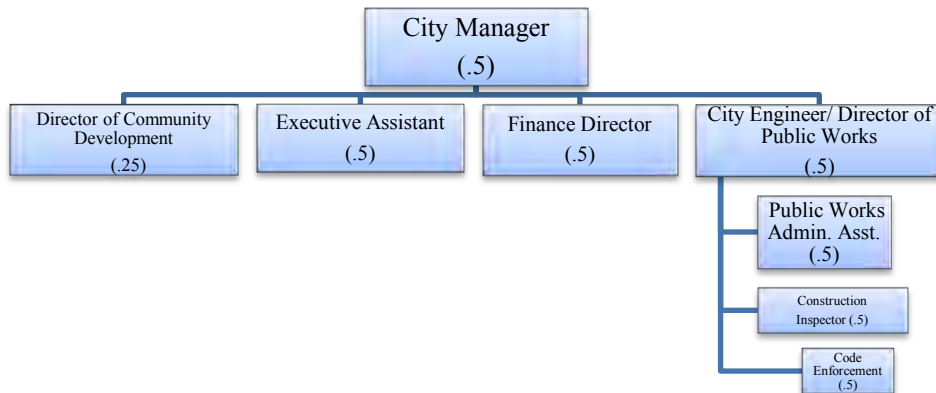 City Manager
(.5)
Director of Community
Development
(.25)
Executive Assistant
(.5)
Finance Director
(.5)
City Engineer/ Director of
Public Works
(.5)
Public Works
Admin. Asst.
(.5)
Construction
Inspector (.5)
Code
Enforcement
(.5)